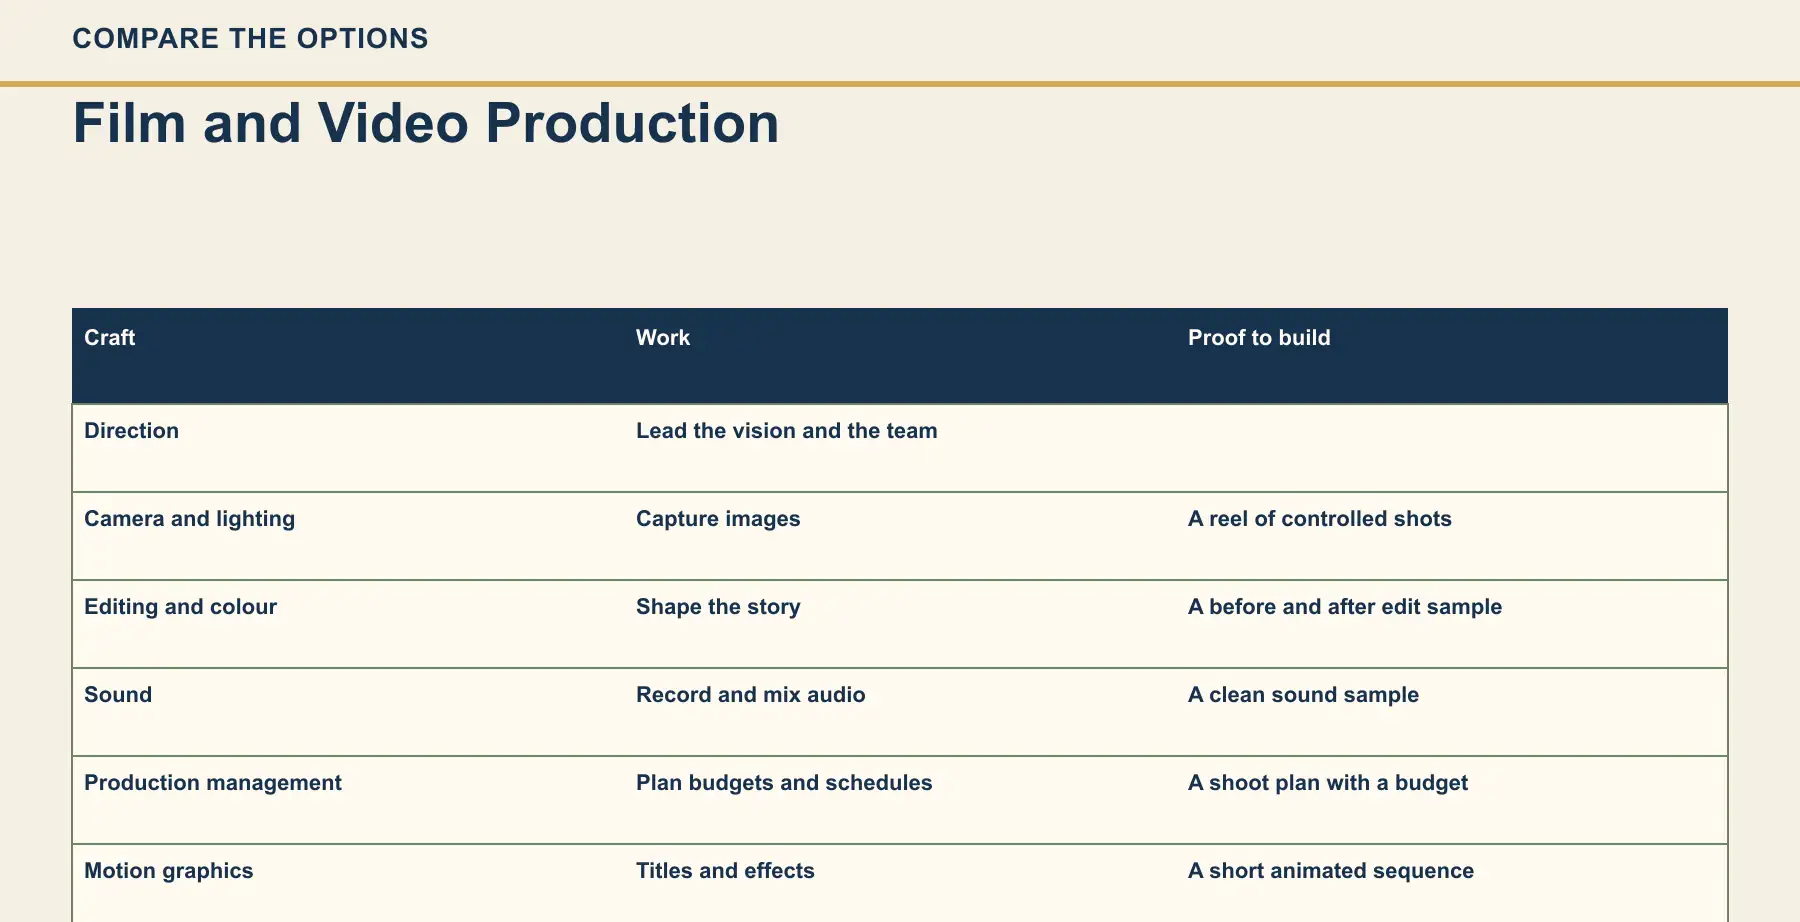 COMPARE THE OPTIONS
Film and Video Production
Craft Work Proof to build
Direction Lead the vision and the team
Camera and lighting Capture images A reel of controlled shots
Editing and colour Shape the story A before and after edit sample
Sound Record and mix audio A clean sound sample
Production management Plan budgets and schedules A shoot plan with a budget
Motion graphics Titles and effects A short animated sequence